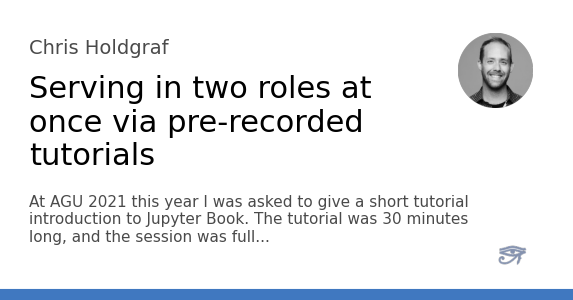 Chris Holdgraf
Serving in two roles at
once via pre-recorded
tutorials
At AGU 2021 this year I was asked to give a short tutorial
introduction to Jupyter Book. The tutorial was 30 minutes
long, and the session was full...